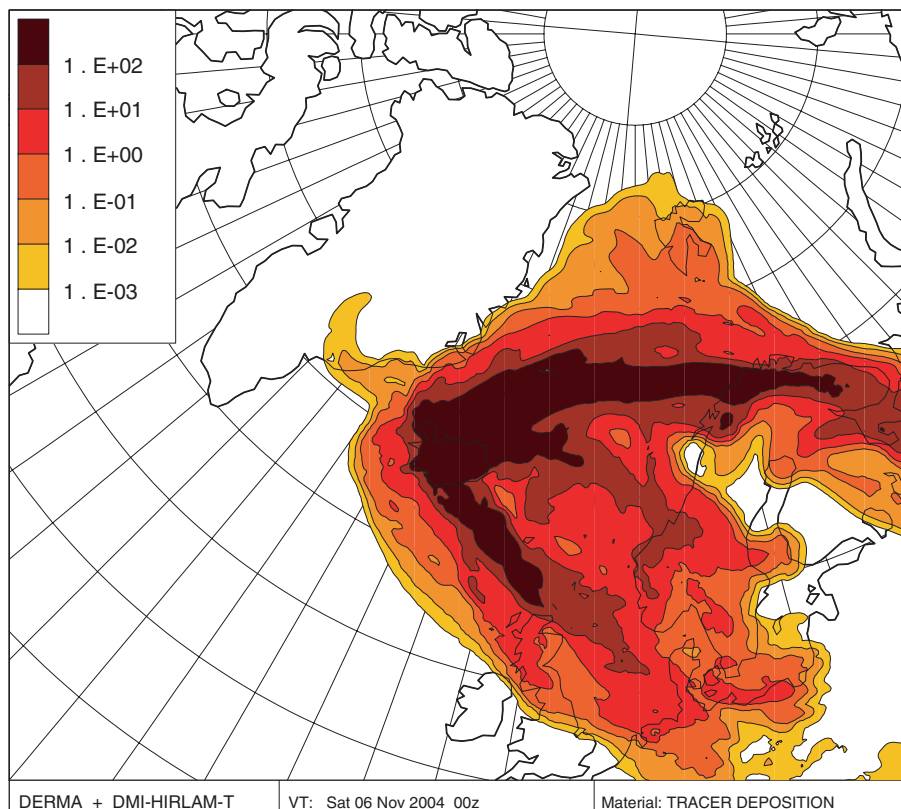 1 . E+02
1 . E+01
1 . E+00
1 . E-01
1 . E-02
1 . E-03
DERMA + DMI-HIRLAM-T
VT: Sat 06 Nov 2004 00z
Material: TRACER DEPOSITION